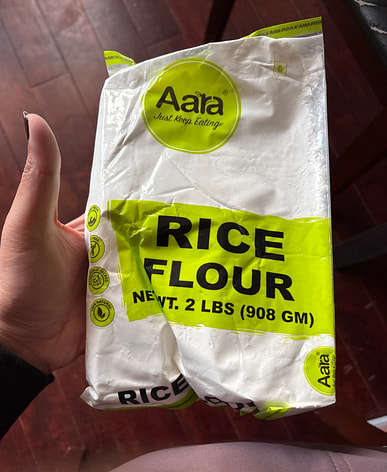 Aara
Just Keep Eating
RICE
FLOUR
NET WT. 2 LBS (908 GM)
Aara
RICE